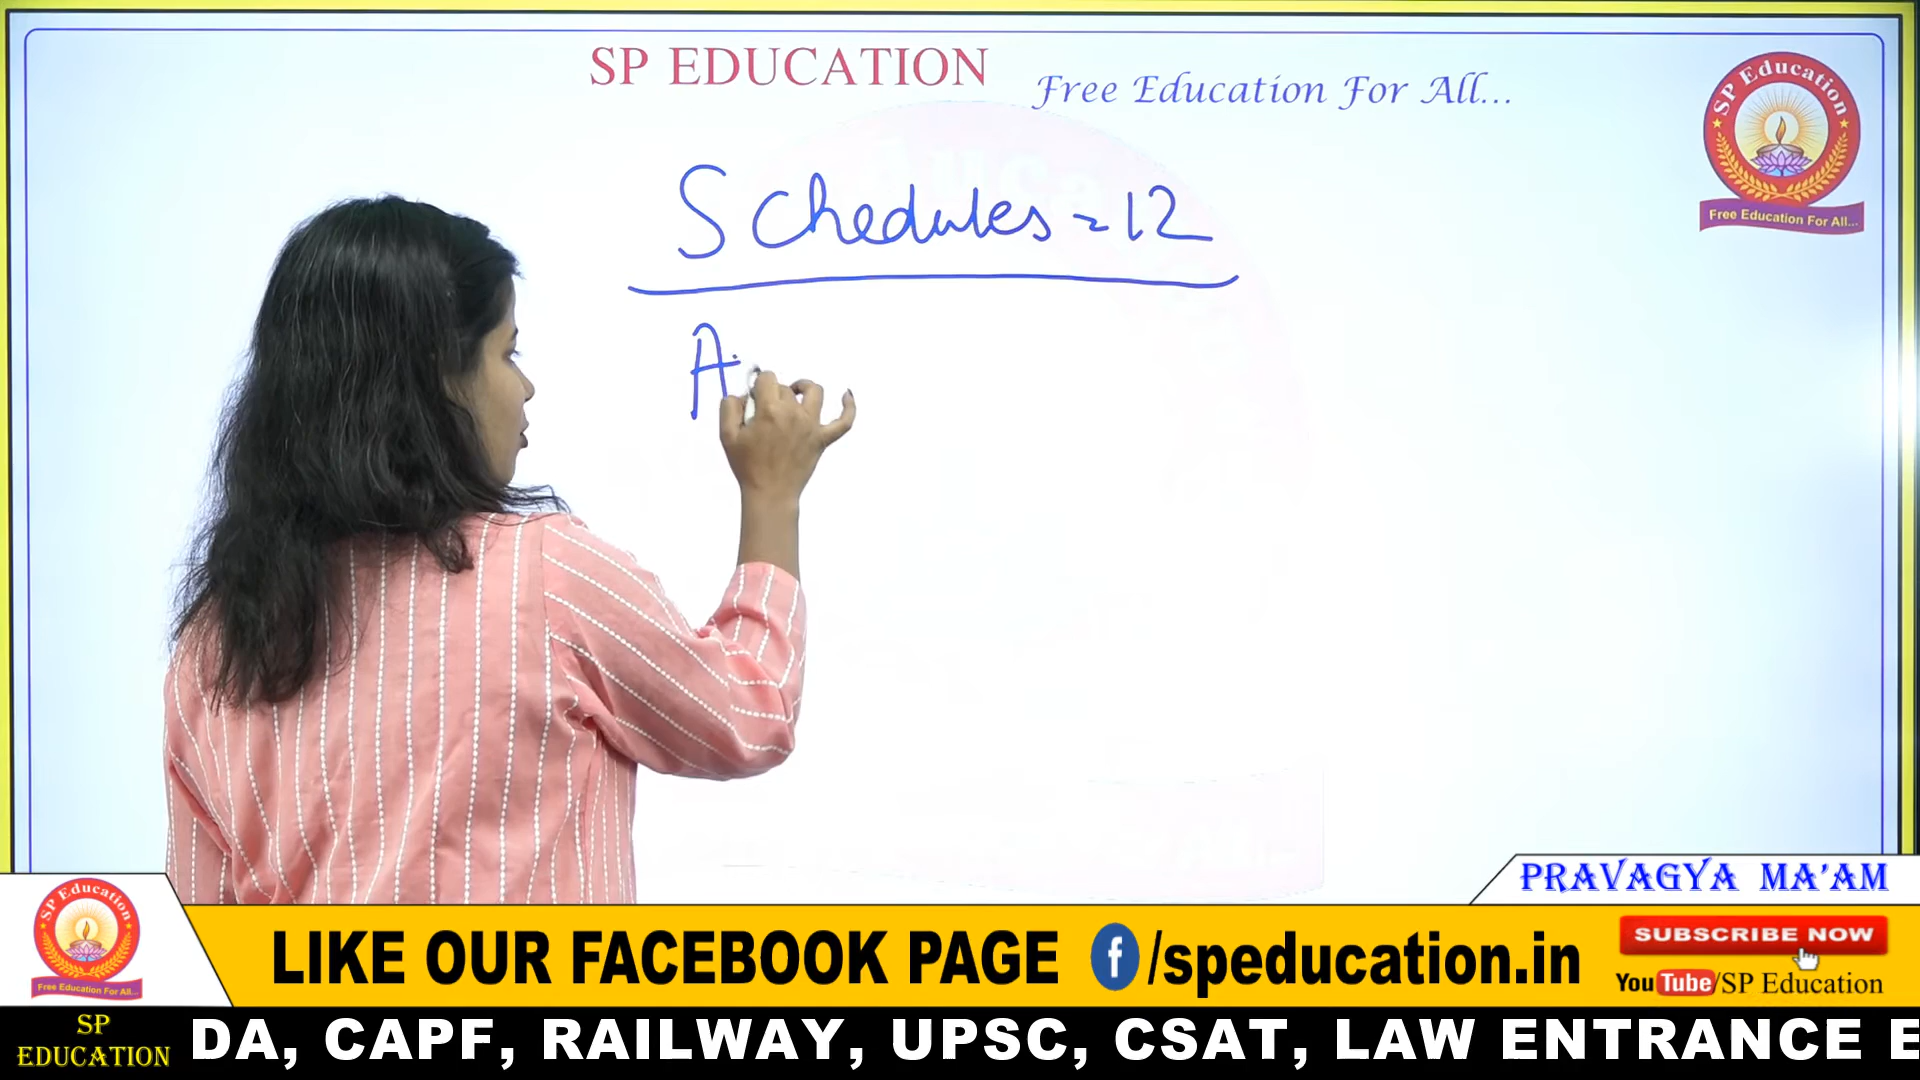 SP EDUCATION Free Education For All...
SP Education
Free Education For All...
Schedules = 12
A
PRAVAGYA MA'AM
SP Education
Free Education For All...
LIKE OUR FACEBOOK PAGE f/speducation.in
SUBSCRIBE NOW
YouTube/SP Education
SP EDUCATION
DA, CAPF, RAILWAY, UPSC, CSAT, LAW ENTRANCE E